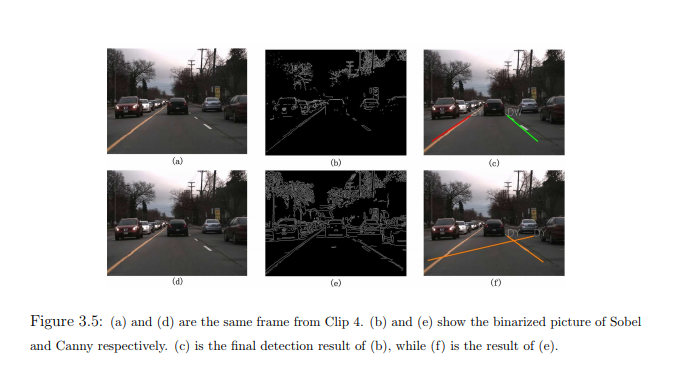 (a)
(b)
(c)
(d)
(e)
(f)
Figure 3.5: (a) and (d) are the same frame from Clip 4. (b) and (e) show the binarized picture of Sobel
and Canny respectively. (c) is the final detection result of (b), while (f) is the result of (e).